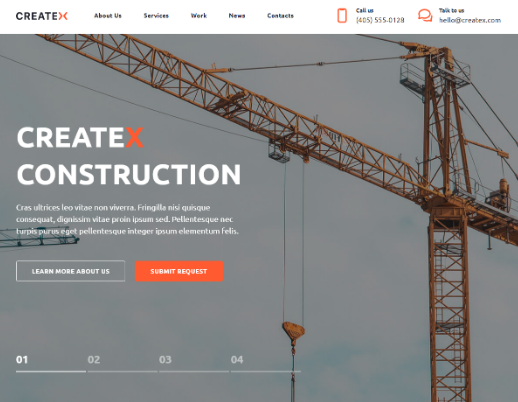 CREATEX
About Us
Services
Work
News
Contacts
Call us
(405) 555-0128
Talk to us
hello@createx.com
CREATEX
CONSTRUCTION
Cras ultrices leo vitae non viverra. Fringilla nisi quisque
consequat, dignissim vitae proin ipsum sed. Pellentesque nec
turpis purus eget pellentesque integer ipsum elementum felis.
LEARN MORE ABOUT US
SUBMIT REQUEST
01
02
03
04